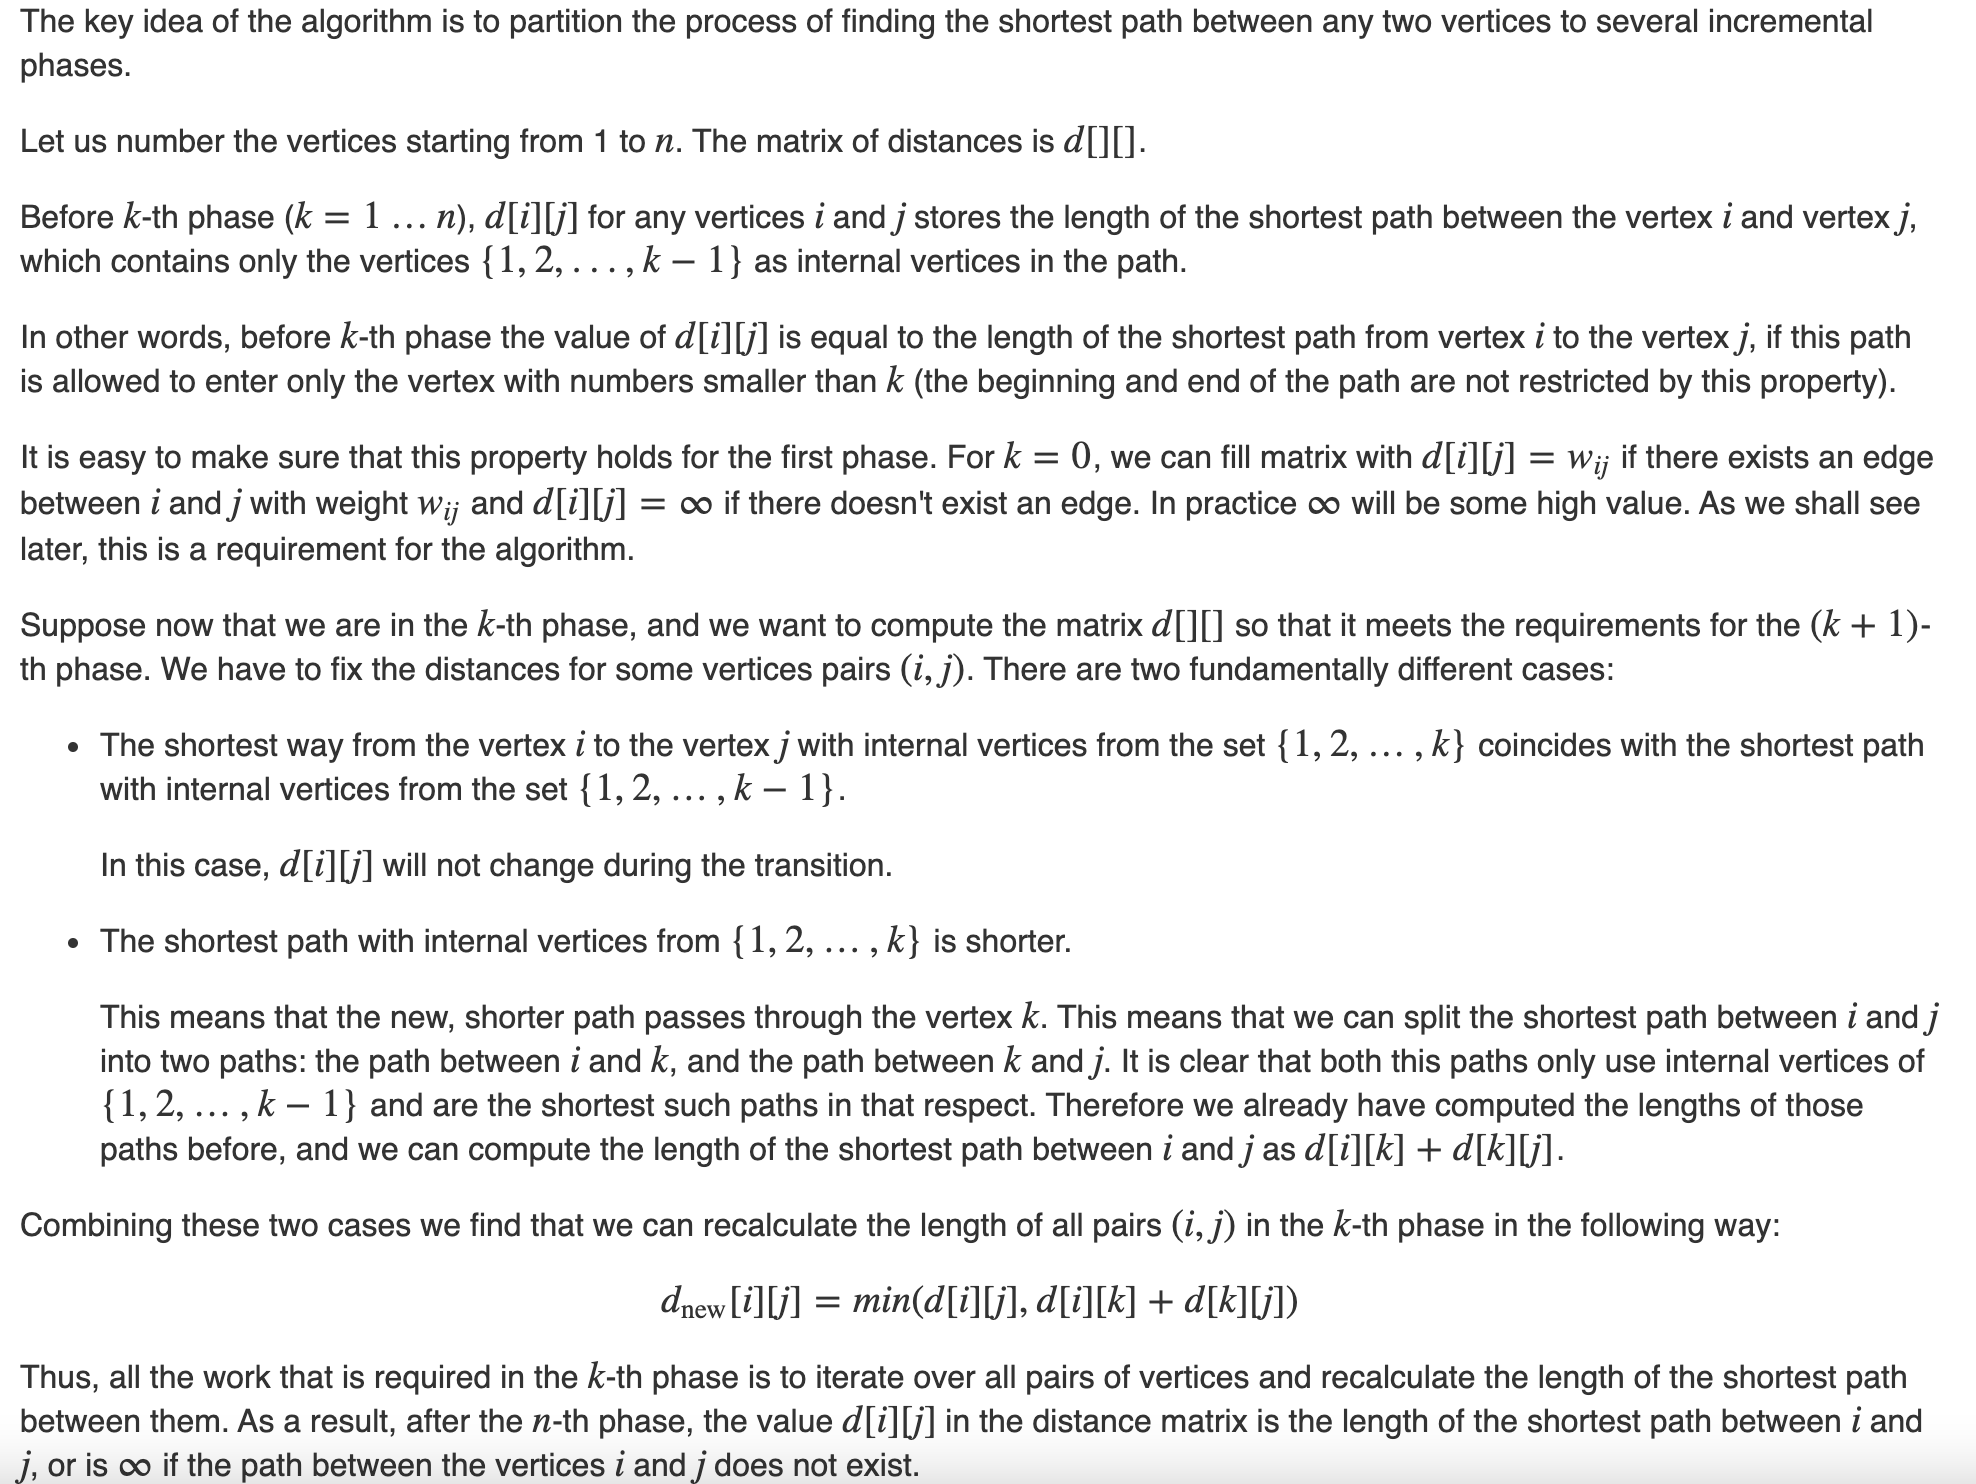 The key idea of the algorithm is to partition the process of finding the shortest path between any two vertices to several incremental
phases.
Let us number the vertices starting from 1 to n. The matrix of distances is d[][].
Before k-th phase (k = 1 … n), d[i][j] for any vertices i and j stores the length of the shortest path between the vertex i and vertex j,
which contains only the vertices {1, 2, . . . , k − 1} as internal vertices in the path.
In other words, before k-th phase the value of d[i][j] is equal to the length of the shortest path from vertex i to the vertex j, if this path
is allowed to enter only the vertex with numbers smaller than k (the beginning and end of the path are not restricted by this property).
It is easy to make sure that this property holds for the first phase. For k = 0, we can fill matrix with d[i][j] = w_{ij} if there exists an edge
between i and j with weight w_{ij} and d[i][j] = ∞ if there doesn't exist an edge. In practice ∞ will be some high value. As we shall see
later, this is a requirement for the algorithm.
Suppose now that we are in the k-th phase, and we want to compute the matrix d[][] so that it meets the requirements for the (k + 1)-
th phase. We have to fix the distances for some vertices pairs (i, j). There are two fundamentally different cases:
• The shortest way from the vertex i to the vertex j with internal vertices from the set {1, 2, … , k} coincides with the shortest path
with internal vertices from the set {1, 2, … , k − 1}.
In this case, d[i][j] will not change during the transition.
• The shortest path with internal vertices from {1, 2, … , k} is shorter.
This means that the new, shorter path passes through the vertex k. This means that we can split the shortest path between i and j
into two paths: the path between i and k, and the path between k and j. It is clear that both this paths only use internal vertices of
{1, 2, … , k − 1} and are the shortest such paths in that respect. Therefore we already have computed the lengths of those
paths before, and we can compute the length of the shortest path between i and j as d[i][k] + d[k][j].
Combining these two cases we find that we can recalculate the length of all pairs (i, j) in the k-th phase in the following way:
d_{new}[i][j] = min(d[i][j], d[i][k] + d[k][j])
Thus, all the work that is required in the k-th phase is to iterate over all pairs of vertices and recalculate the length of the shortest path
between them. As a result, after the n-th phase, the value d[i][j] in the distance matrix is the length of the shortest path between i and
j, or is ∞ if the path between the vertices i and j does not exist.